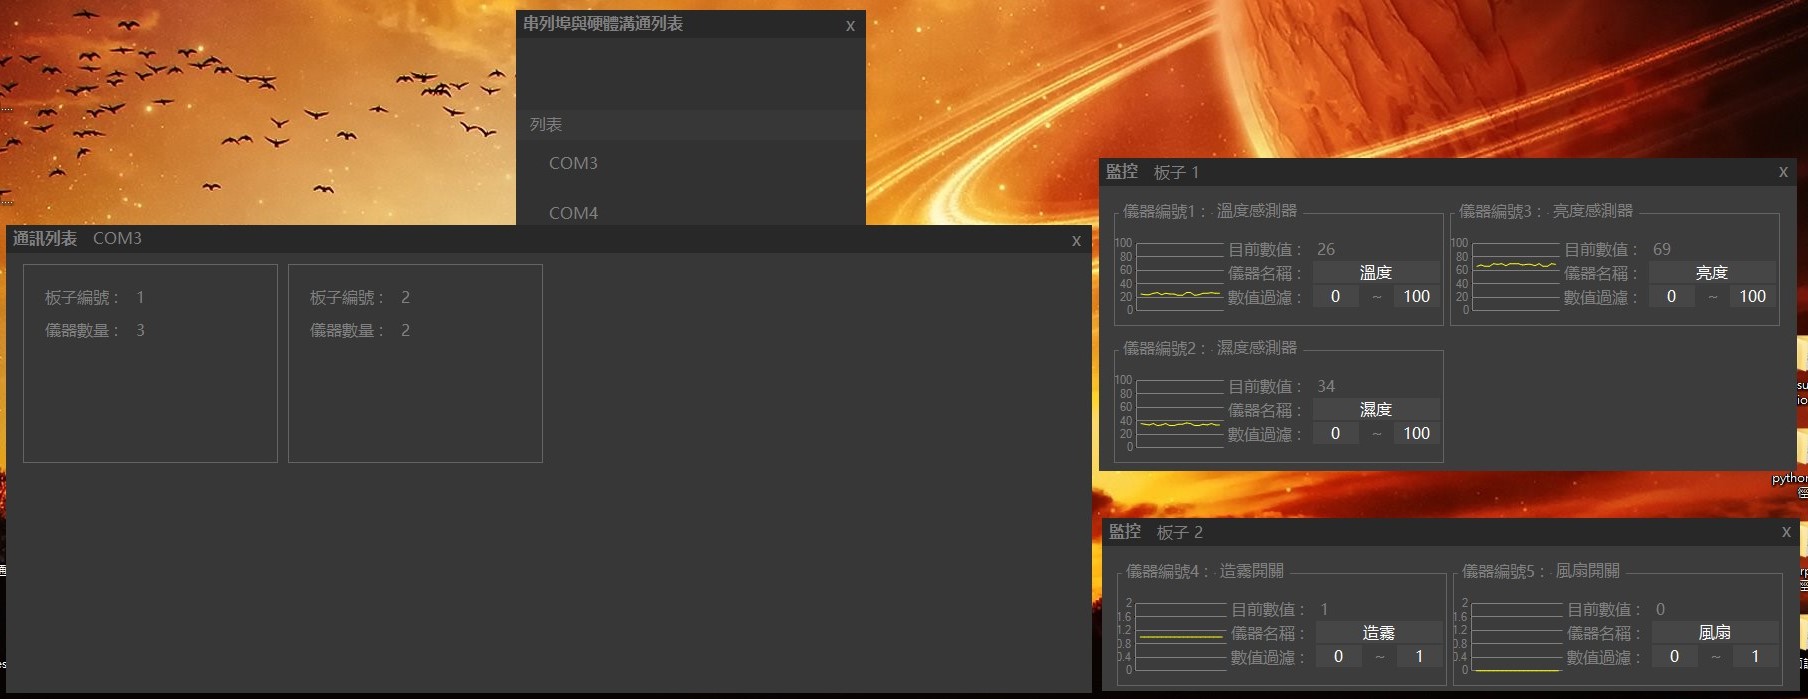 串列埠與硬體溝通列表 x
列表
COM3
COM4
通訊列表 COM3 x
板子編號： 1
儀器數量： 3
板子編號： 2
儀器數量： 2
監控 板子 1 x
儀器編號1： 溫度感測器
100
80
60
40
20
0
目前數值： 26
儀器名稱： 溫度
數值過濾： 0 ~ 100
儀器編號3： 亮度感測器
100
80
60
40
20
0
目前數值： 69
儀器名稱： 亮度
數值過濾： 0 ~ 100
儀器編號2： 濕度感測器
100
80
60
40
20
0
目前數值： 34
儀器名稱： 濕度
數值過濾： 0 ~ 100
監控 板子 2 x
儀器編號4： 造霧開關
2
1.6
1.2
0.8
0.4
0
目前數值： 1
儀器名稱： 造霧
數值過濾： 0 ~ 1
儀器編號5： 風扇開關
2
1.6
1.2
0.8
0.4
0
目前數值： 0
儀器名稱： 風扇
數值過濾： 0 ~ 1